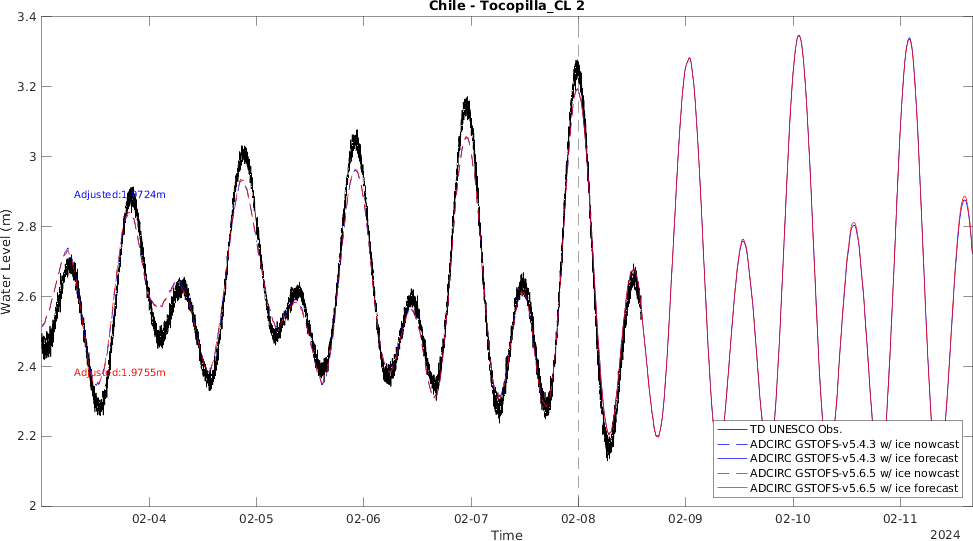 Chile - Tocopilla_CL 2
3.4
3.2
3
2.8
2.6
2.4
2.2
2
Water Level (m)
Adjusted:1.9724m
Adjusted:1.9755m
TD UNESCO Obs.
ADCIRC GSTOFS-v5.4.3 w/ ice nowcast
ADCIRC GSTOFS-v5.4.3 w/ ice forecast
ADCIRC GSTOFS-v5.6.5 w/ ice nowcast
ADCIRC GSTOFS-v5.6.5 w/ ice forecast
02-04 02-05 02-06 02-07 02-08 02-09 02-10 02-11
Time
2024